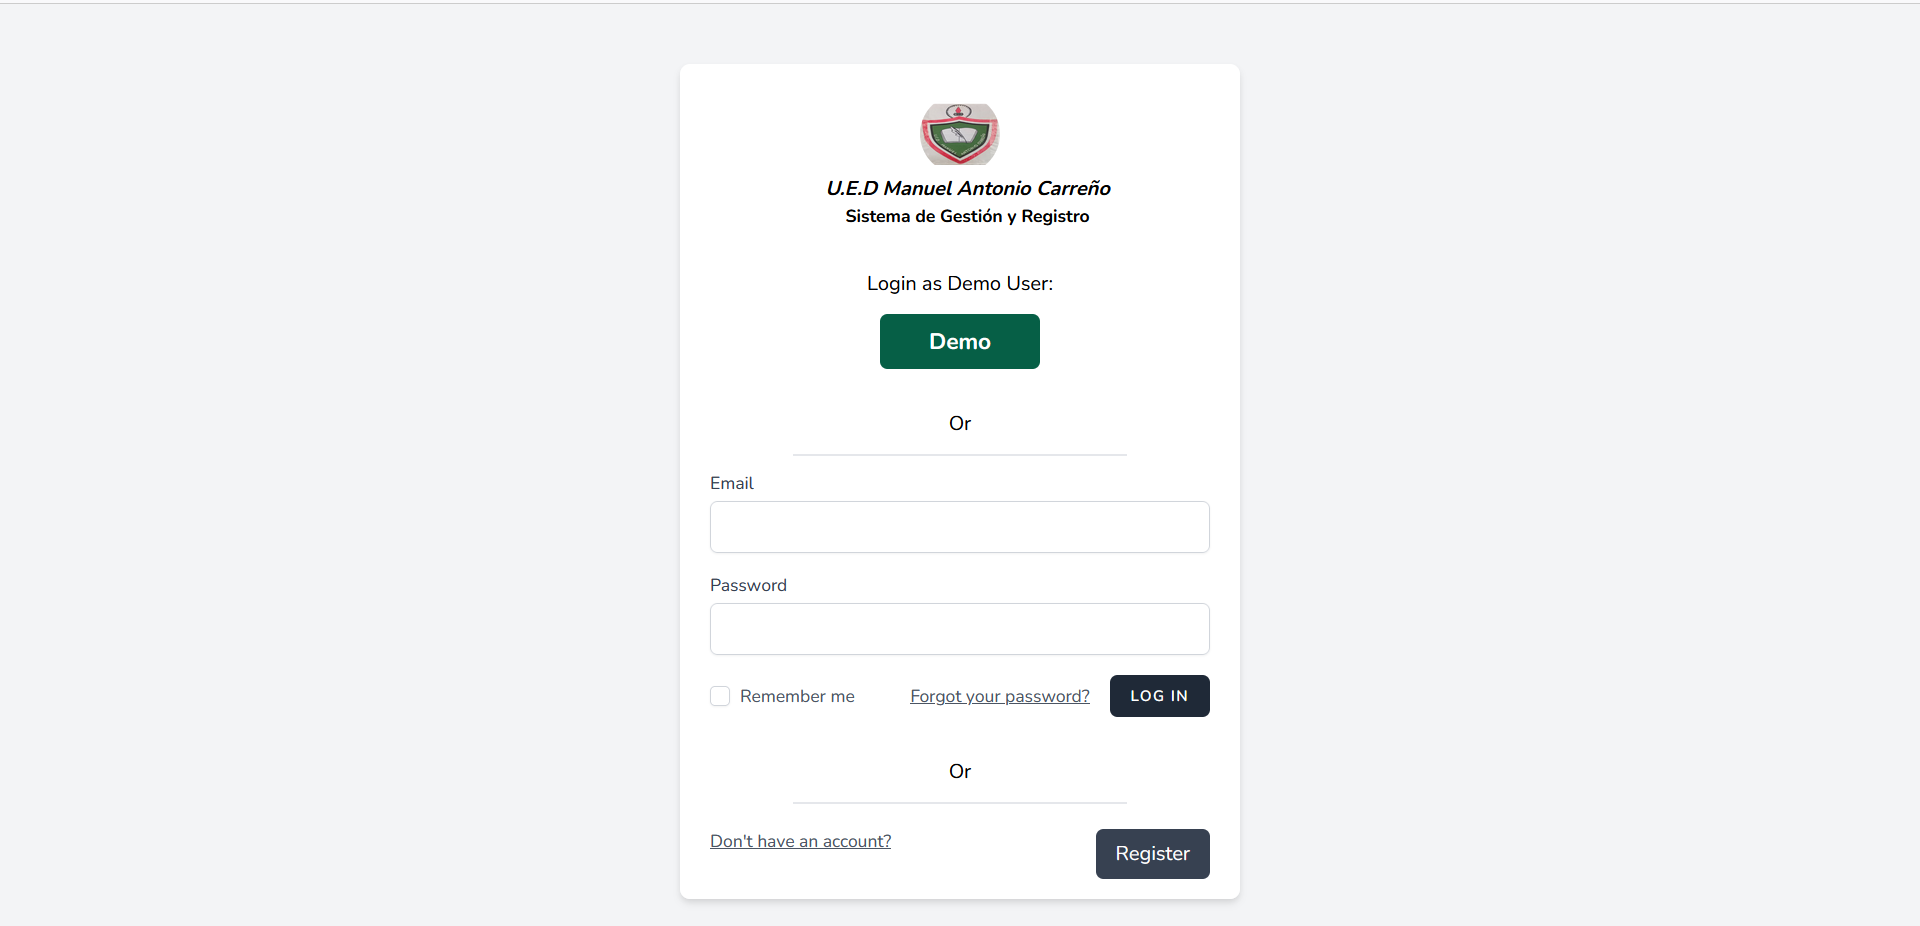 U.E.D Manuel Antonio Carreño
Sistema de Gestión y Registro
Login as Demo User:
Demo
Or
Email
Password
Remember me
Forgot your password?
LOG IN
Or
Don't have an account?
Register